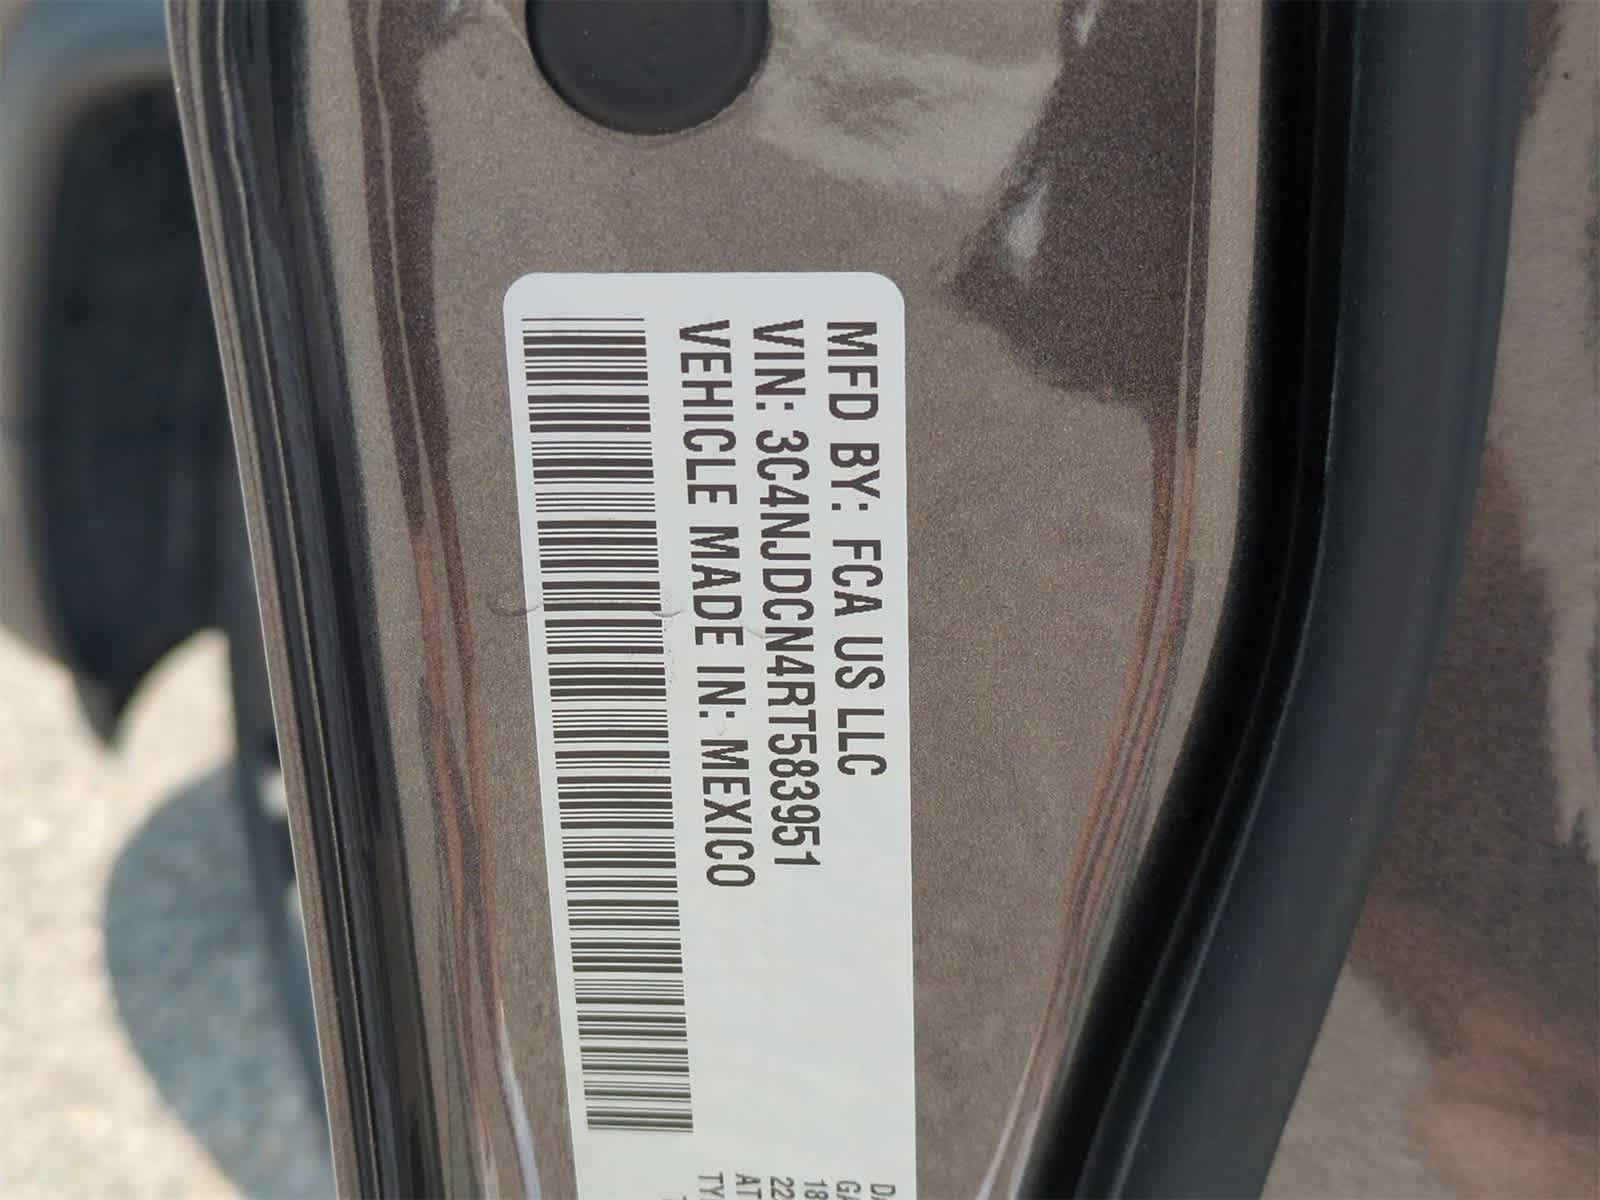 MFD BY: FCA US LLC
VIN: 3C4NJDCN4RT583951
VEHICLE MADE IN: MEXICO